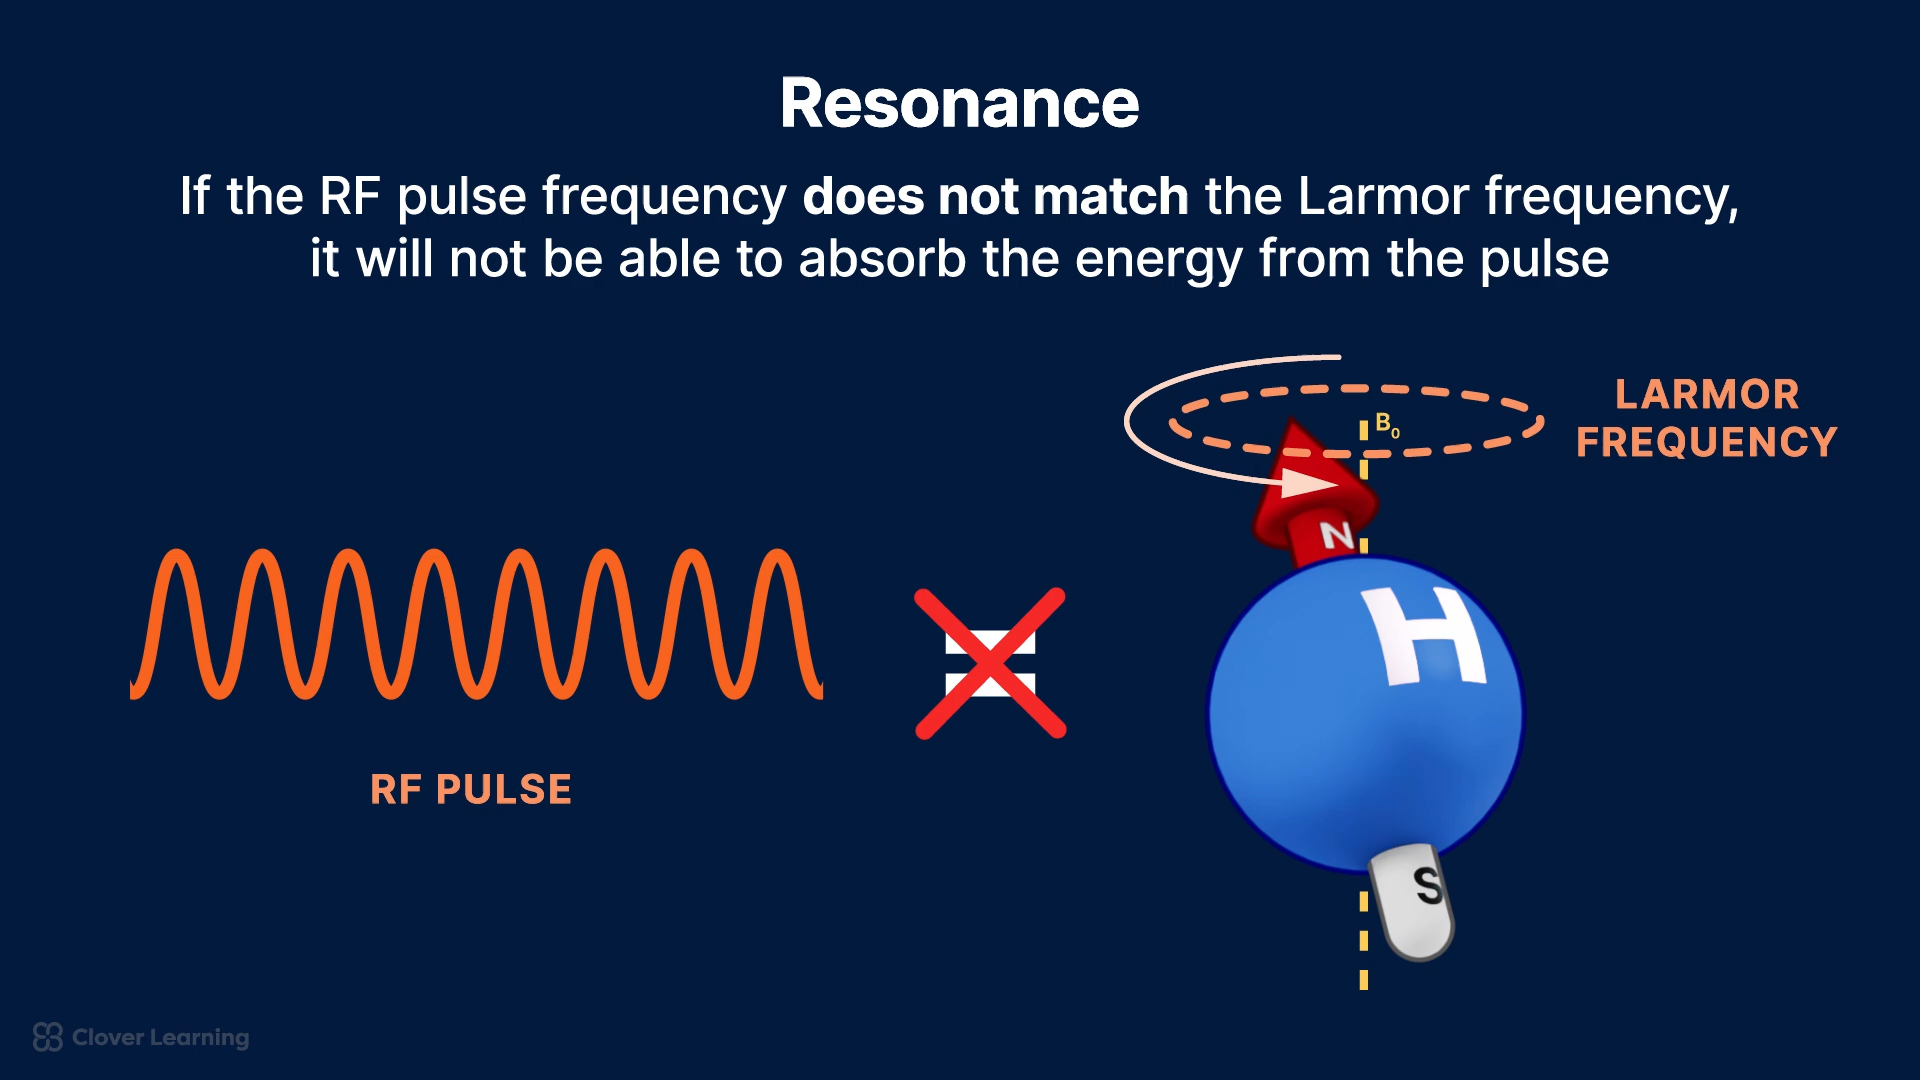 Resonance
If the RF pulse frequency does not match the Larmor frequency,
it will not be able to absorb the energy from the pulse
LARMOR
FREQUENCY
B₀
N
H
=
RF PULSE
S
Clover Learning